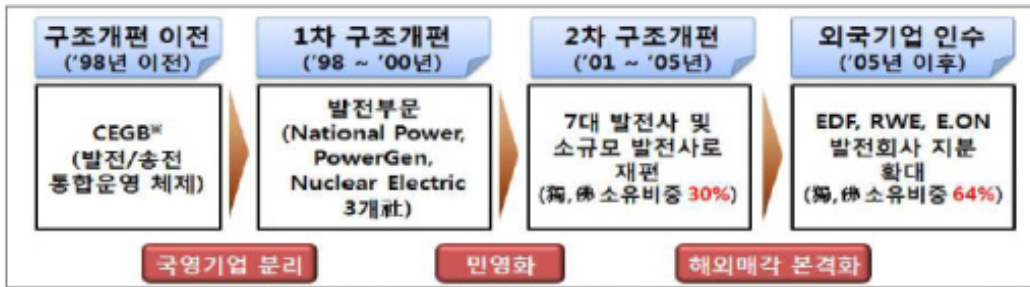 구조개편 이전
('98년 이전)
CEGB※
(발전/송전
통합운영 체제)
1차 구조개편
('98 ~ '00년)
발전부문
(National Power,
PowerGen,
Nuclear Electric
3개社)
2차 구조개편
('01 ~ '05년)
7대 발전사 및
소규모 발전사로
재편
(獨,佛 소유비중 30%)
외국기업 인수
('05년 이후)
EDF, RWE, E.ON
발전회사 지분
확대
(獨,佛 소유비중 64%)
국영기업 분리
민영화
해외매각 본격화